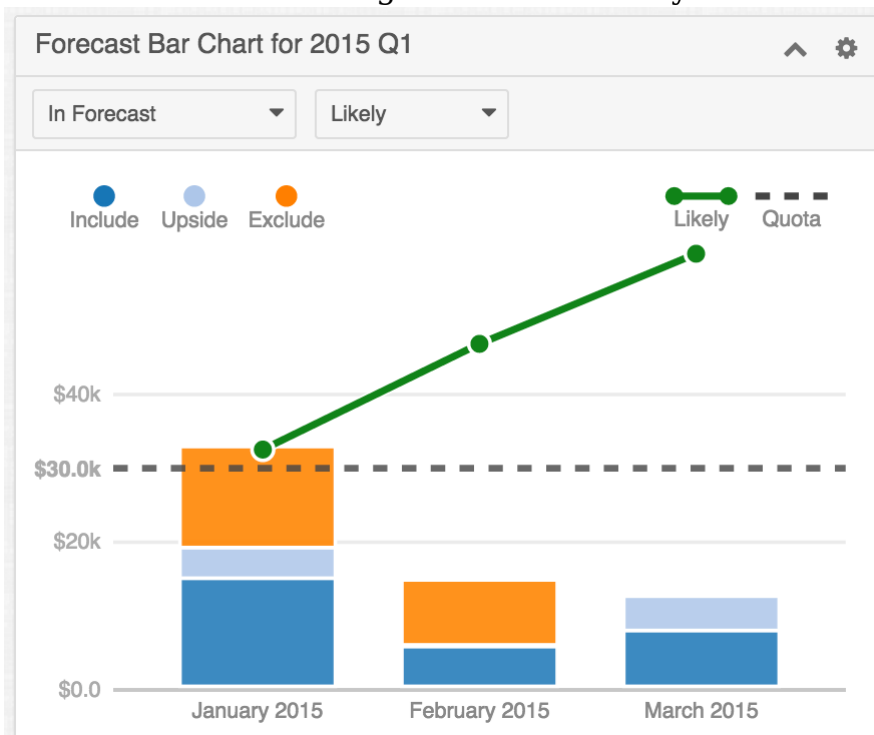 Forecast Bar Chart for 2015 Q1
In Forecast
Likely
Include Upside Exclude
Likely Quota
$40k
$30.0k
$20k
$0.0
January 2015 February 2015 March 2015